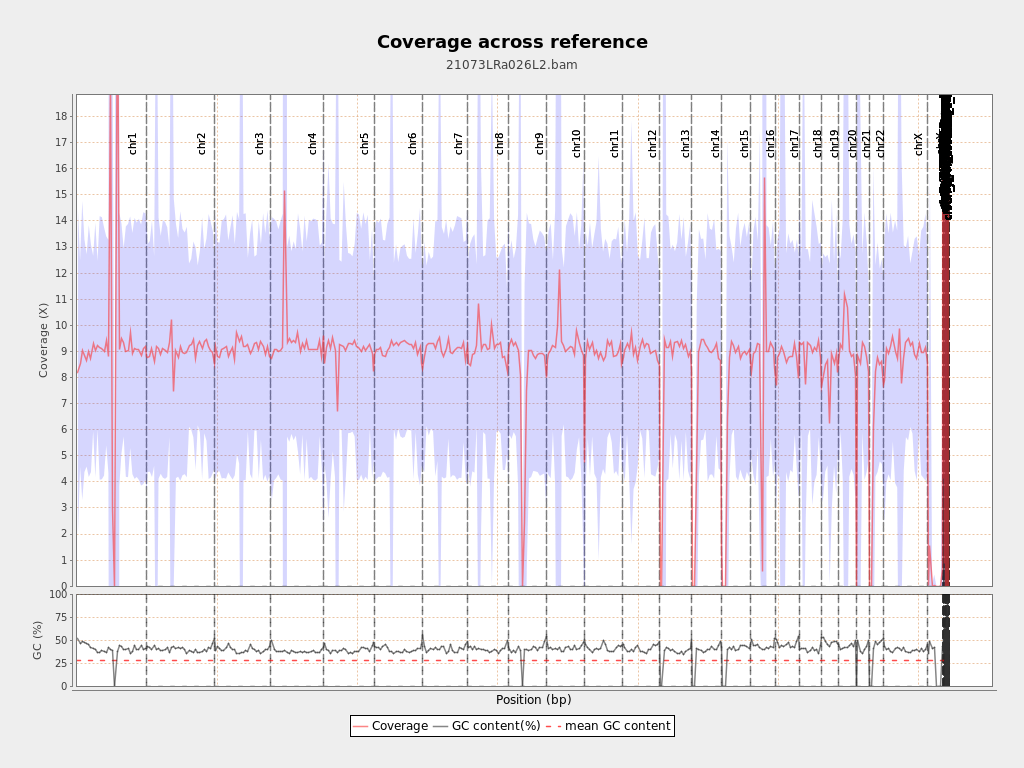 Coverage across reference
21073LRa026L2.bam
Coverage (X)
18
17
16
15
14
13
12
11
10
9
8
7
6
5
4
3
2
1
0
chr1
chr2
chr3
chr4
chr5
chr6
chr7
chr8
chr9
chr10
chr11
chr12
chr13
chr14
chr15
chr16
chr17
chr18
chr19
chr20
chr21
chr22
chrX
GC (%)
100
75
50
25
0
Position (bp)
Coverage GC content(%) mean GC content